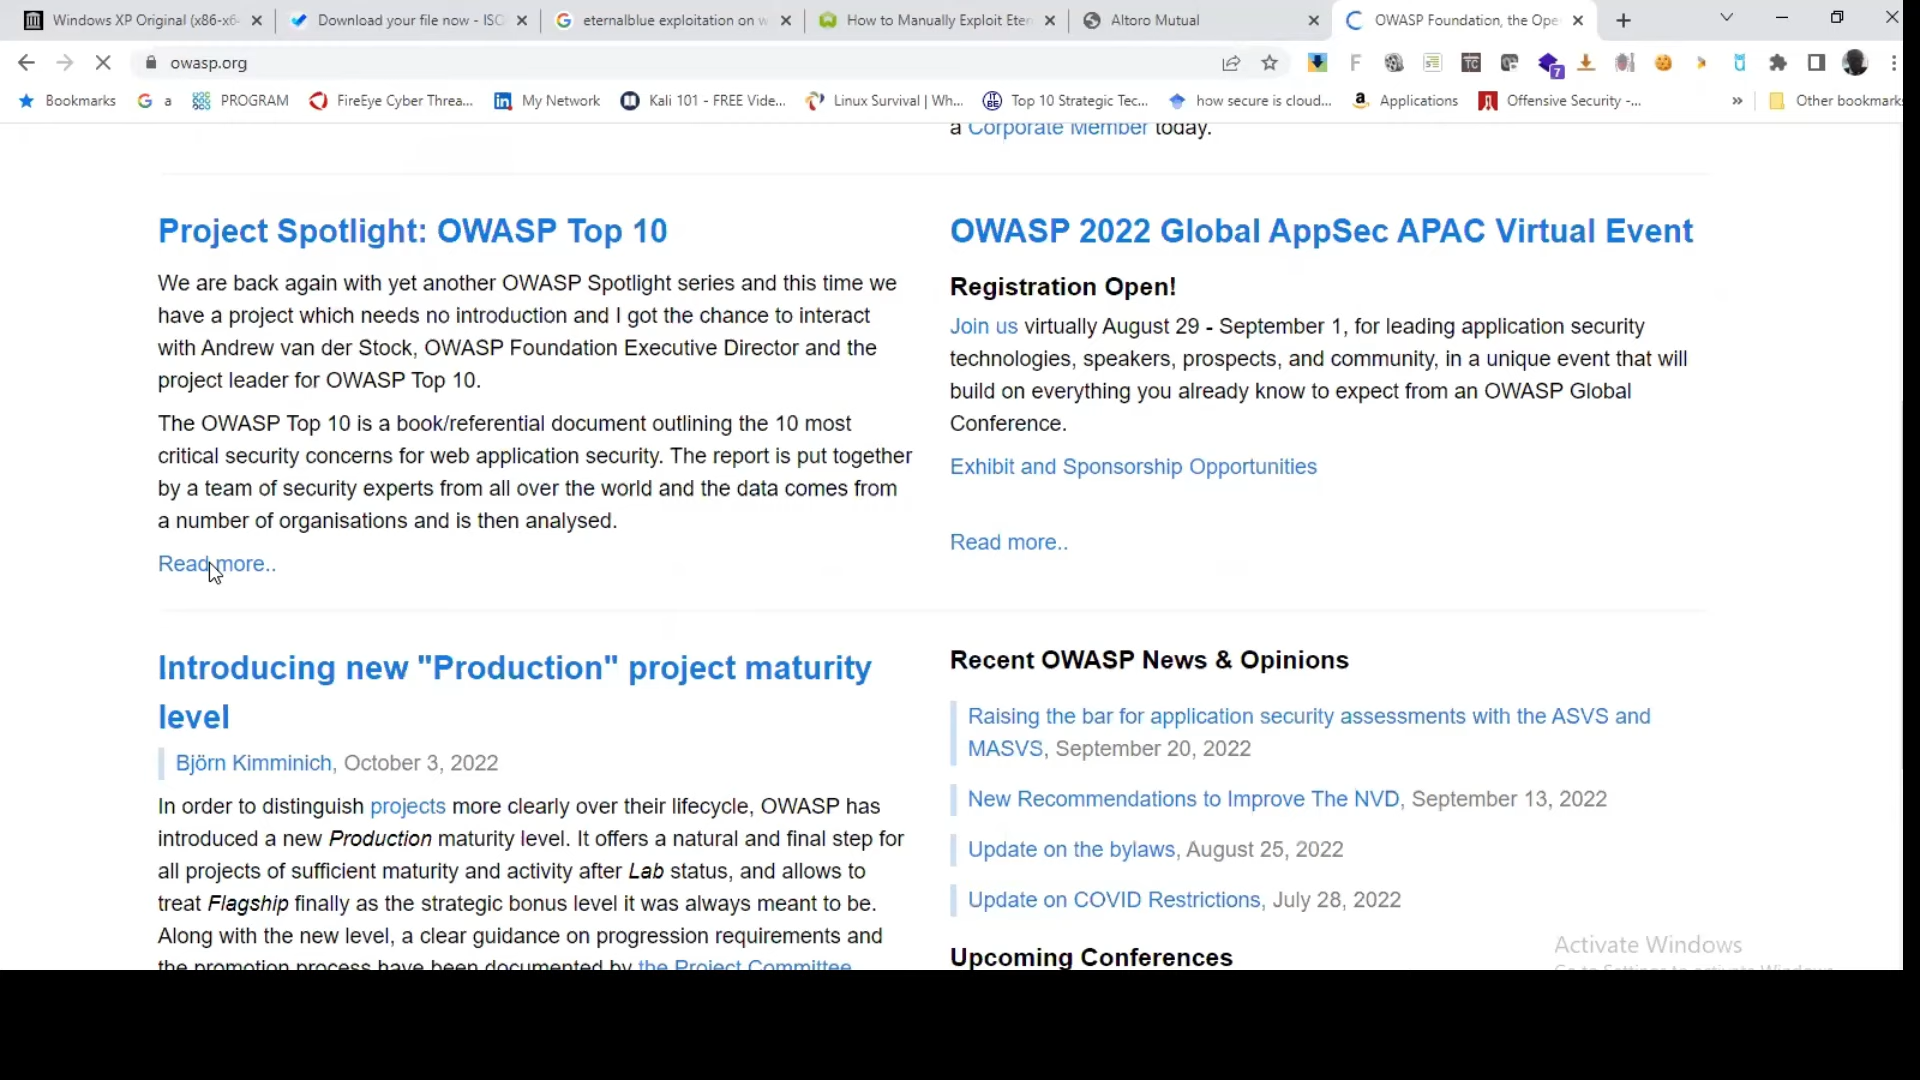 Windows XP Original (x86-x6
Download your file now - ISO
eternalblue exploitation on w
How to Manually Exploit Eter
Altoro Mutual
OWASP Foundation, the Ope
owasp.org
F
TC
7
Bookmarks
a
PROGRAM
FireEye Cyber Threa...
My Network
Kali 101 - FREE Vide...
Linux Survival | Wh...
Top 10 Strategic Tec...
how secure is cloud...
Applications
Offensive Security -...
»
Other bookmark
a Corporate Member today.
Project Spotlight: OWASP Top 10
We are back again with yet another OWASP Spotlight series and this time we
have a project which needs no introduction and I got the chance to interact
with Andrew van der Stock, OWASP Foundation Executive Director and the
project leader for OWASP Top 10.
The OWASP Top 10 is a book/referential document outlining the 10 most
critical security concerns for web application security. The report is put together
by a team of security experts from all over the world and the data comes from
a number of organisations and is then analysed.
Read more..
OWASP 2022 Global AppSec APAC Virtual Event
Registration Open!
Join us virtually August 29 - September 1, for leading application security
technologies, speakers, prospects, and community, in a unique event that will
build on everything you already know to expect from an OWASP Global
Conference.
Exhibit and Sponsorship Opportunities
Read more..
Introducing new "Production" project maturity
level
Björn Kimminich, October 3, 2022
In order to distinguish projects more clearly over their lifecycle, OWASP has
introduced a new Production maturity level. It offers a natural and final step for
all projects of sufficient maturity and activity after Lab status, and allows to
treat Flagship finally as the strategic bonus level it was always meant to be.
Along with the new level, a clear guidance on progression requirements and
the promotion process have been documented by the Project Committee
Recent OWASP News & Opinions
Raising the bar for application security assessments with the ASVS and
MASVS, September 20, 2022
New Recommendations to Improve The NVD, September 13, 2022
Update on the bylaws, August 25, 2022
Update on COVID Restrictions, July 28, 2022
Upcoming Conferences
Activate Windows
Go to Settings to activate Windows.